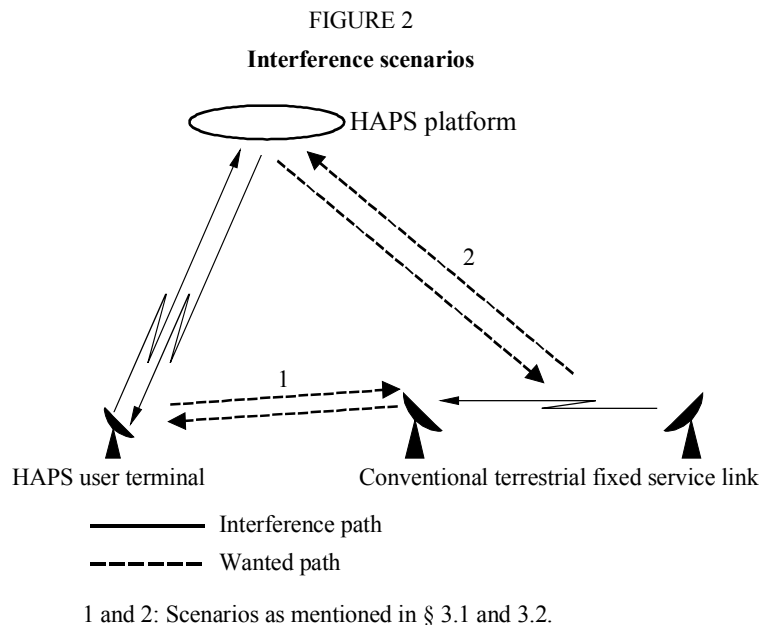 FIGURE 2
Interference scenarios
HAPS platform
2
1
HAPS user terminal
Conventional terrestrial fixed service link
Interference path
Wanted path
1 and 2: Scenarios as mentioned in § 3.1 and 3.2.